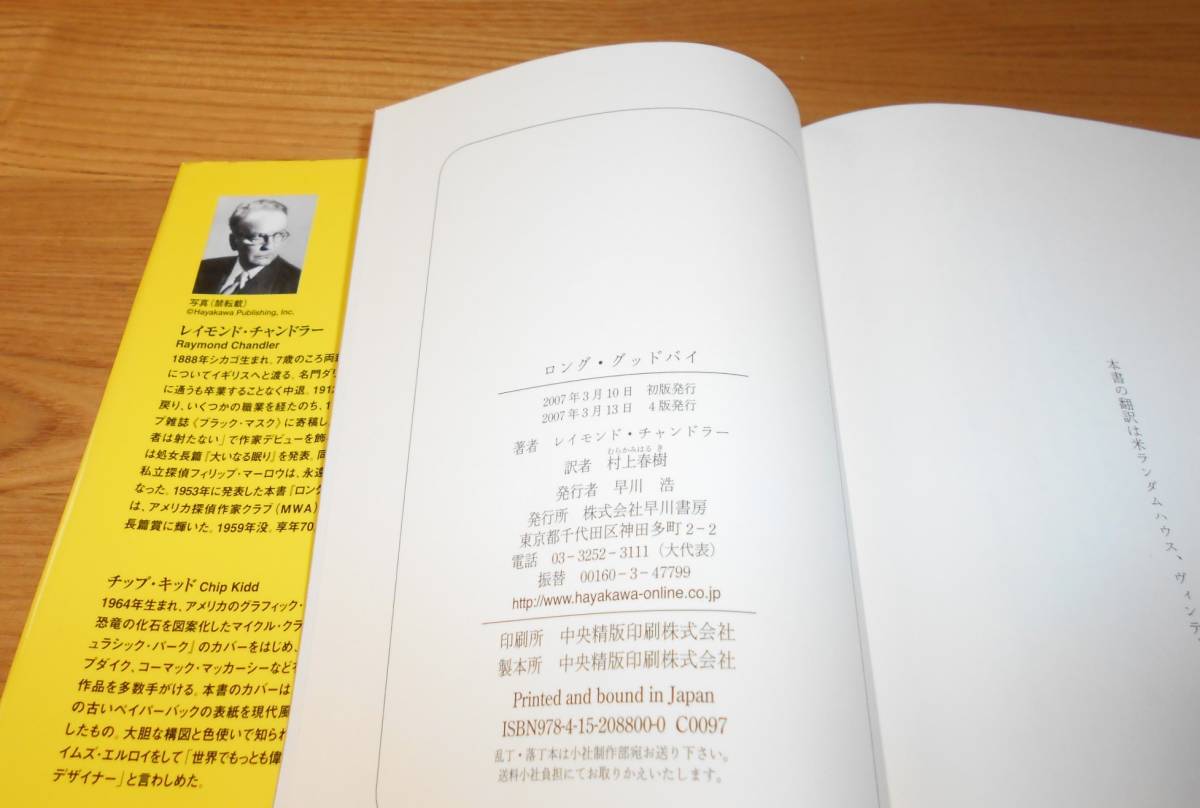 写真(禁転載)
©Hayakawa Publishing, Inc.
レイモンド・チャンドラー
Raymond Chandler
1888年シカゴ生まれ。7歳のころ両
についてイギリスへと渡る。名門ダリ
に通うも卒業することなく中退。191
戻り、いくつかの職業を経たのち、1
プ雑誌〈ブラック・マスク〉に寄稿し
者は射たない」で作家デビューを飾
は処女長篇『大いなる眠り』を発表。同
私立探偵フィリップ・マーロウは、永遠
なった。1953年に発表した本書『ロング
は、アメリカ探偵作家クラブ(MWA)
長篇賞に輝いた。1959年没。享年70
チップ・キッド Chip Kidd
1964年生まれ、アメリカのグラフィック・
恐竜の化石を図案化したマイクル・クラ
ュラシック・パーク』のカバーをはじめ、
プダイク、コーマック・マッカーシーなど
作品を多数手がける。本書のカバーは
の古いペイパーバックの表紙を現代風
したもの。大胆な構図と色使いで知られ
イムズ・エルロイをして「世界でもっとも偉
デザイナー」と言わしめた。
ロング・グッドバイ
2007年3月10日 初版発行
2007年3月13日 4版発行
著者 レイモンド・チャンドラー
むらかみはるき
訳者 村上春樹
発行者 早川 浩
発行所 株式会社早川書房
東京都千代田区神田多町2-2
電話 03-3252-3111(大代表)
振替 00160-3-47799
http://www.hayakawa-online.co.jp
印刷所 中央精版印刷株式会社
製本所 中央精版印刷株式会社
Printed and bound in Japan
ISBN978-4-15-208800-0 C0097
乱丁・落丁本は小社制作部宛お送り下さい。
送料小社負担にてお取りかえいたします。
本書の翻訳は米ランダムハウス、ヴィンテ